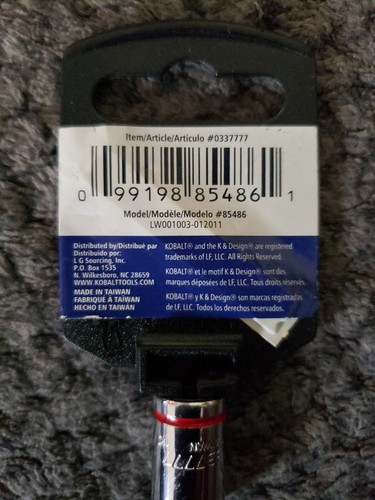 Item/Article/Artículo #0337777
0 99198 85486 1
Model/Modèle/Modelo #85486
LW001003-012011
Distributed by/Distribué par
Distribuido por:
L G Sourcing, Inc.
P.O. Box 1535
N. Wilkesboro, NC 28659
WWW.KOBALTTOOLS.COM
MADE IN TAIWAN
FABRIQUÉ À TAÏWAN
HECHO EN TAIWÁN
KOBALT® and the K & Design® are registered
trademarks of LF, LLC. All Rights Reserved.
KOBALT® et le motif K & Design® sont des
marques déposées de LF, LLC. Tous droits réservés.
KOBALT® y K & Design® son marcas registradas
de LF, LLC. Todos los derechos reservados.